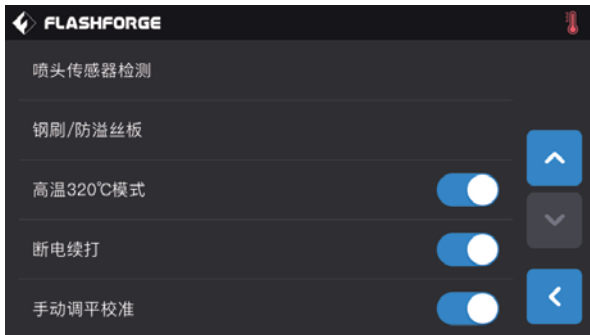 FLASHFORGE
喷头传感器检测
钢刷/防溢丝板
高温320℃模式
断电续打
手动调平校准